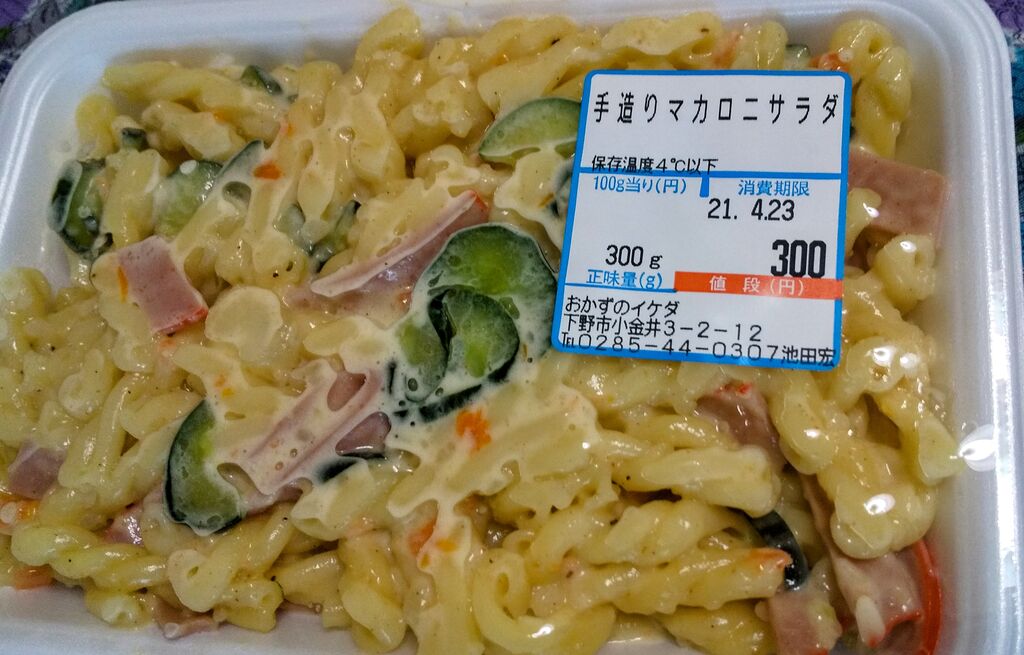 手造りマカロニサラダ
保存温度4℃以下
100g当り(円) 消費期限
21. 4.23
300g 300
正味量(g) 値段(円)
おかずのイケダ
下野市小金井3-2-12
℡0285-44-0307池田宏